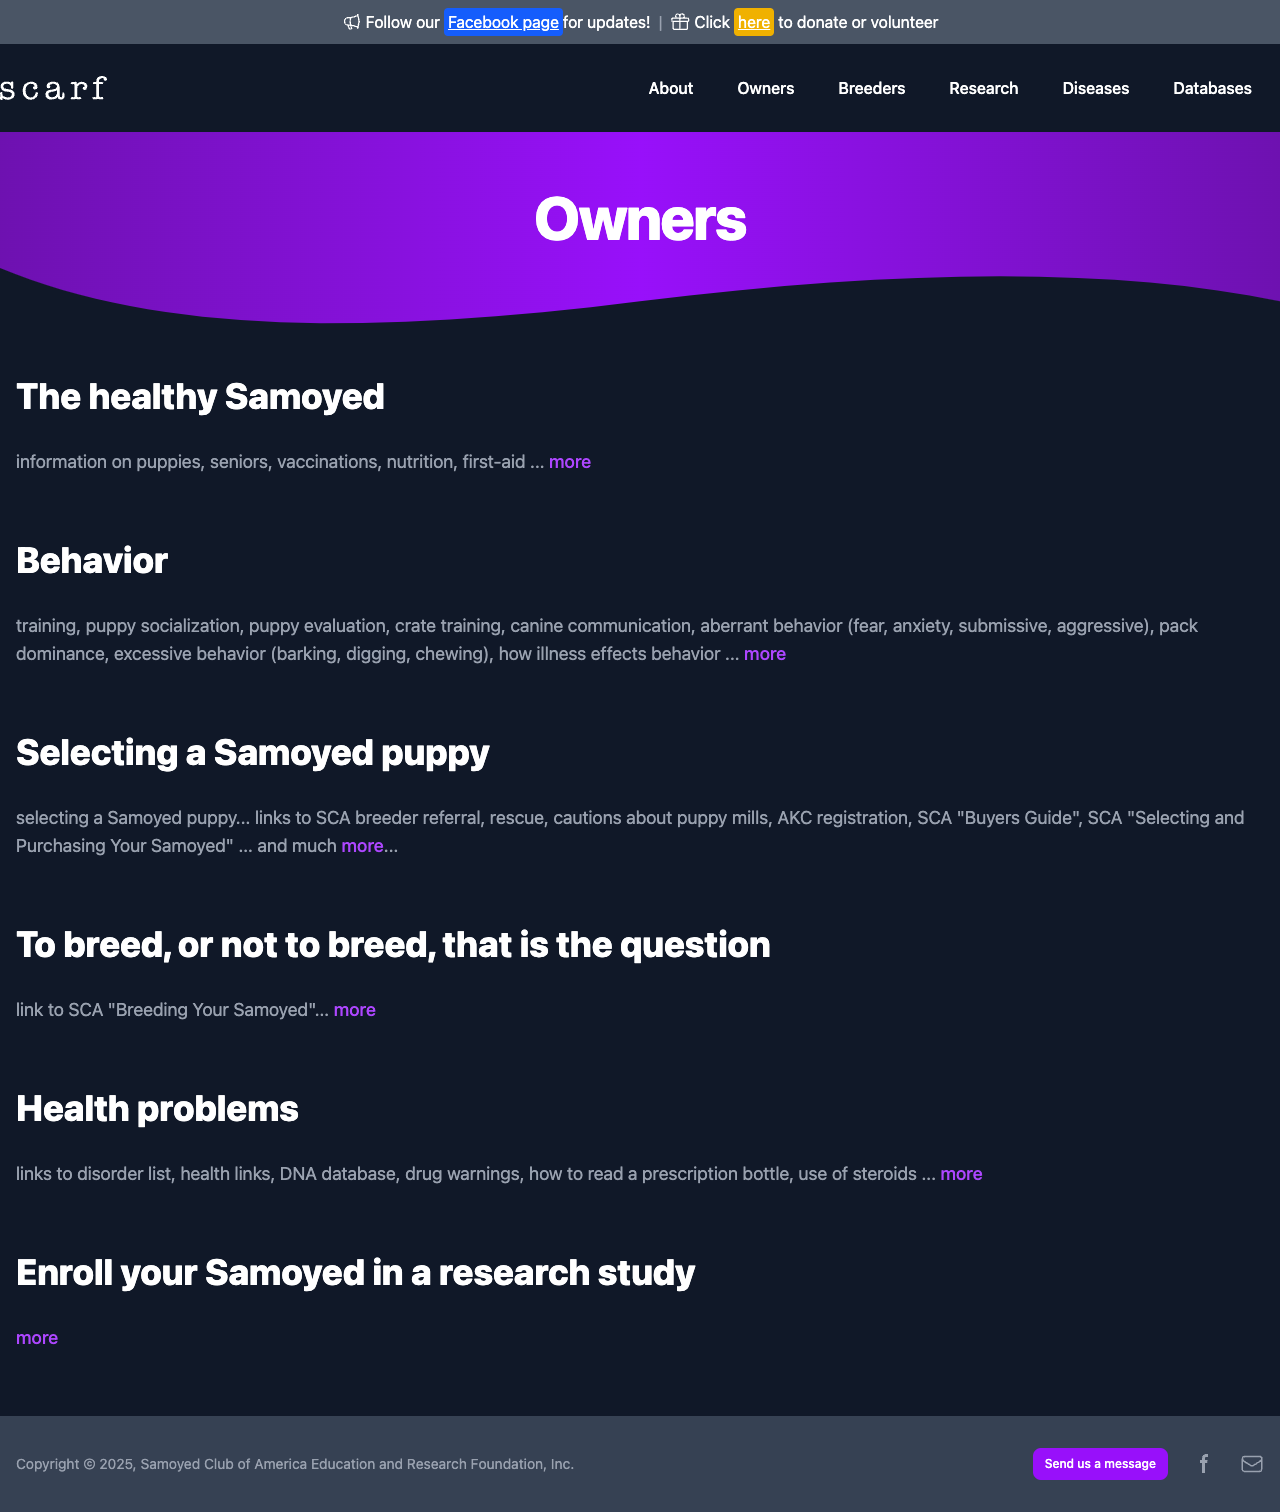 Follow our Facebook page for updates! | Click here to donate or volunteer
scarf
About Owners Breeders Research Diseases Databases
Owners
The healthy Samoyed
information on puppies, seniors, vaccinations, nutrition, first-aid ... more
Behavior
training, puppy socialization, puppy evaluation, crate training, canine communication, aberrant behavior (fear, anxiety, submissive, aggressive), pack
dominance, excessive behavior (barking, digging, chewing), how illness effects behavior ... more
Selecting a Samoyed puppy
selecting a Samoyed puppy... links to SCA breeder referral, rescue, cautions about puppy mills, AKC registration, SCA "Buyers Guide", SCA "Selecting and
Purchasing Your Samoyed" ... and much more...
To breed, or not to breed, that is the question
link to SCA "Breeding Your Samoyed"... more
Health problems
links to disorder list, health links, DNA database, drug warnings, how to read a prescription bottle, use of steroids ... more
Enroll your Samoyed in a research study
more
Copyright © 2025, Samoyed Club of America Education and Research Foundation, Inc.
Send us a message